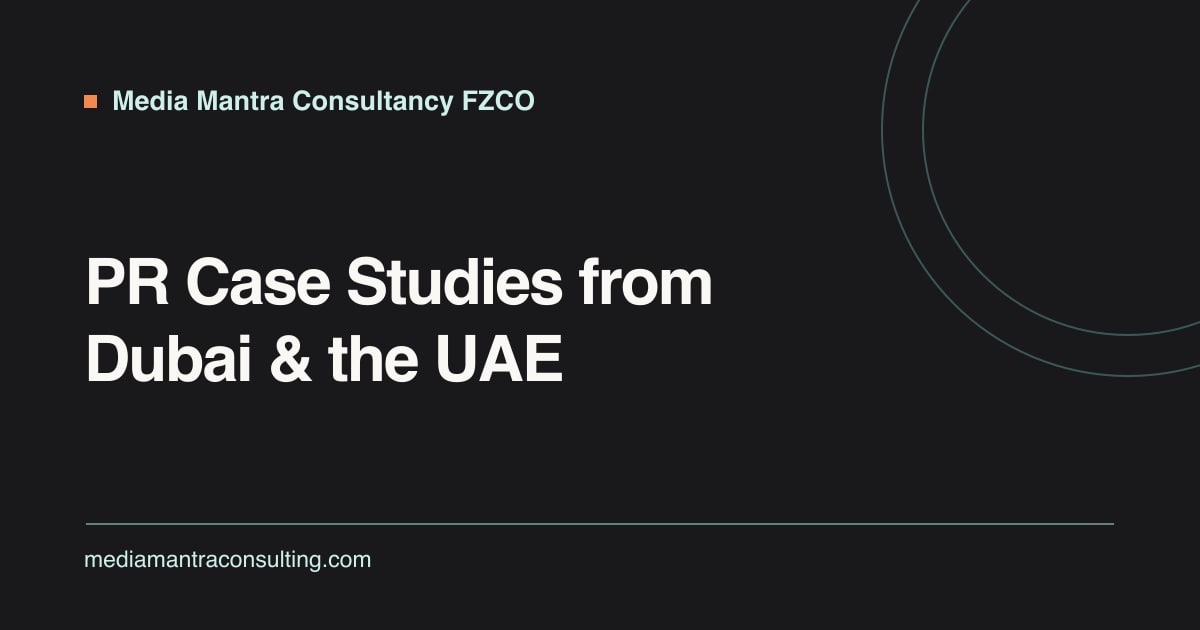 Media Mantra Consultancy FZCO
PR Case Studies from
Dubai & the UAE
mediamantraconsulting.com